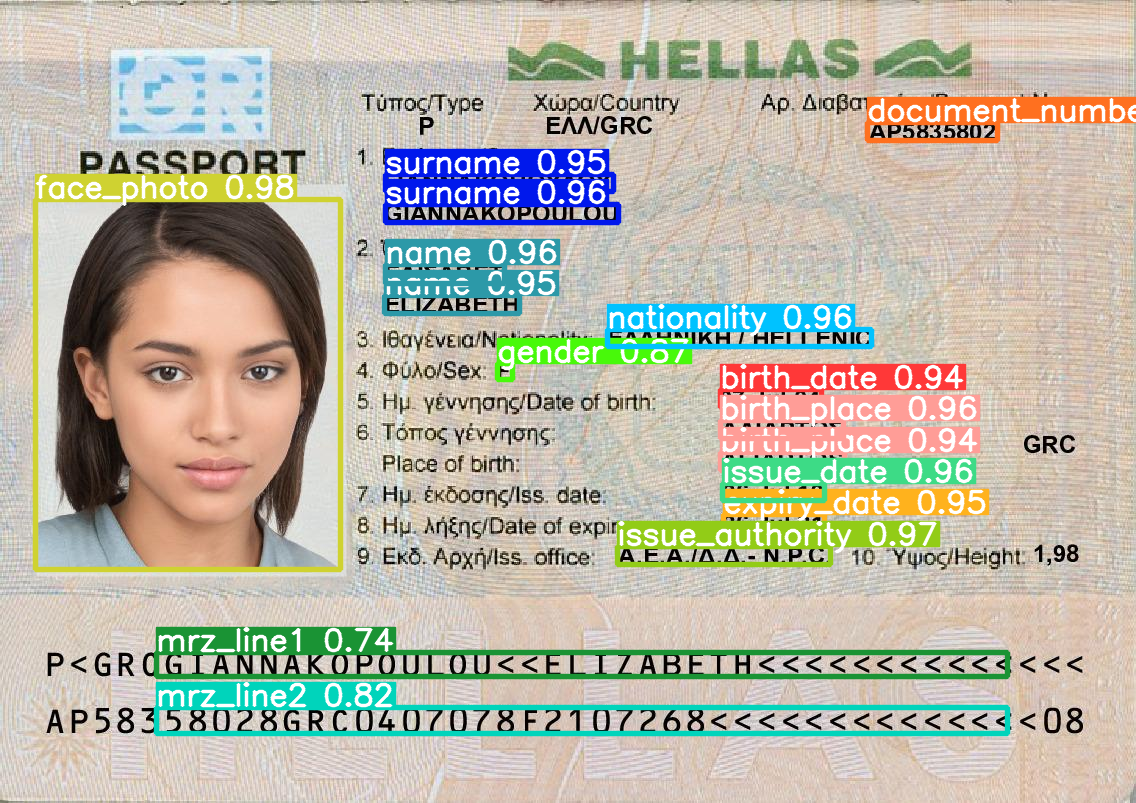 GR
HELLAS
PASSPORT
Τύπος/Type Χώρα/Country Αρ.
P ΕΛΛ/GRC
document_numbe
AP5835802
1.
surname 0.95
surname 0.96
GIANNAKOPOULOU
face_photo 0.98
2.
name 0.96
name 0.95
ELIZABETH
nationality 0.96
3. Ιθαγένεια/Nationality: ΕΛΛΗΝΙΚΗ / HELLENIC
gender 0.87
4. Φύλο/Sex: F
birth_date 0.94
5. Ημ. γέννησης/Date of birth:
birth_place 0.96
6. Τόπος γέννησης:
birth_place 0.94
GRC
Place of birth:
issue_date 0.96
7. Ημ. έκδοσης/Iss. date:
expiry_date 0.95
8. Ημ. λήξης/Date of
issue_authority 0.97
9 Εκδ. Αρχή/Iss. office: Α.Ε.Α./Δ.Δ.- N.P.C 10. Ύψος/Height: 1,98
mrz_line1 0.74
P<GRCGIANNAKOPOULOU<<ELIZABETH<<<<<<<<<<<<<<
mrz_line2 0.82
AP58358028GRC0407078F2107268<<<<<<<<<<<<<<08
HELLAS